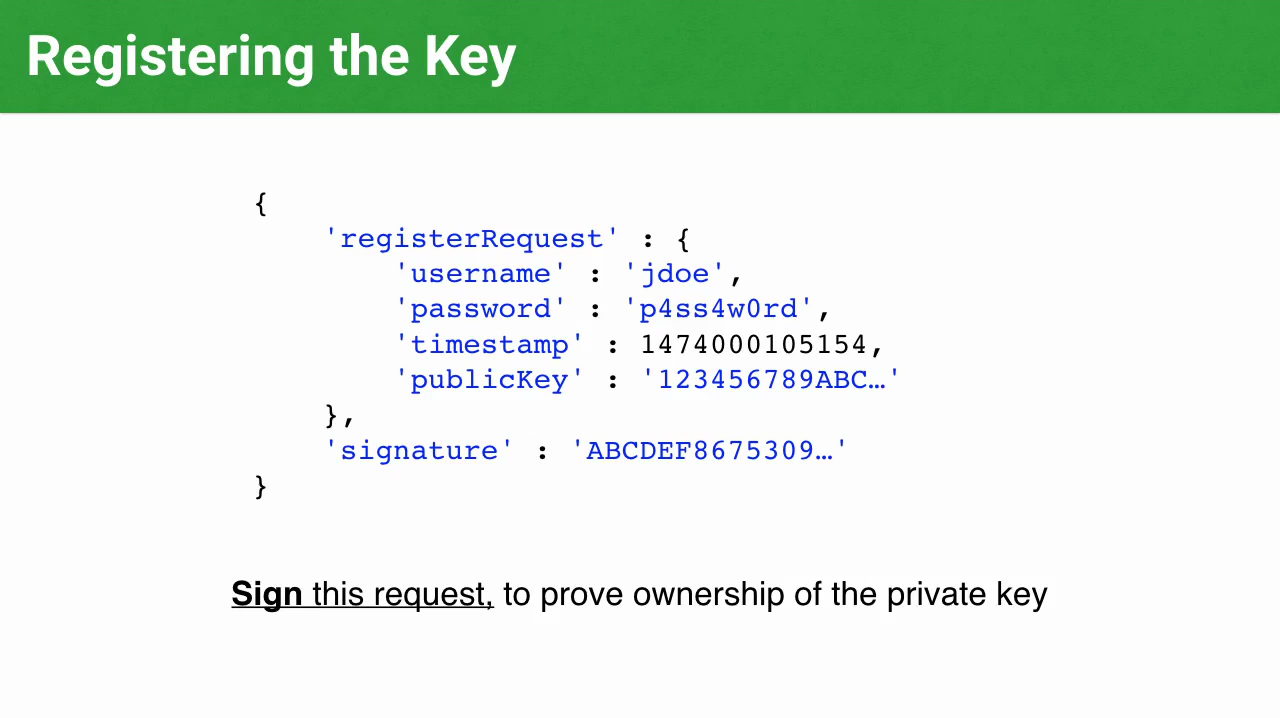 Registering the Key
{
'registerRequest' : {
'username' : 'jdoe',
'password' : 'p4ss4w0rd',
'timestamp' : 1474000105154,
'publicKey' : '123456789ABC…'
},
'signature' : 'ABCDEF8675309…'
}
Sign this request, to prove ownership of the private key